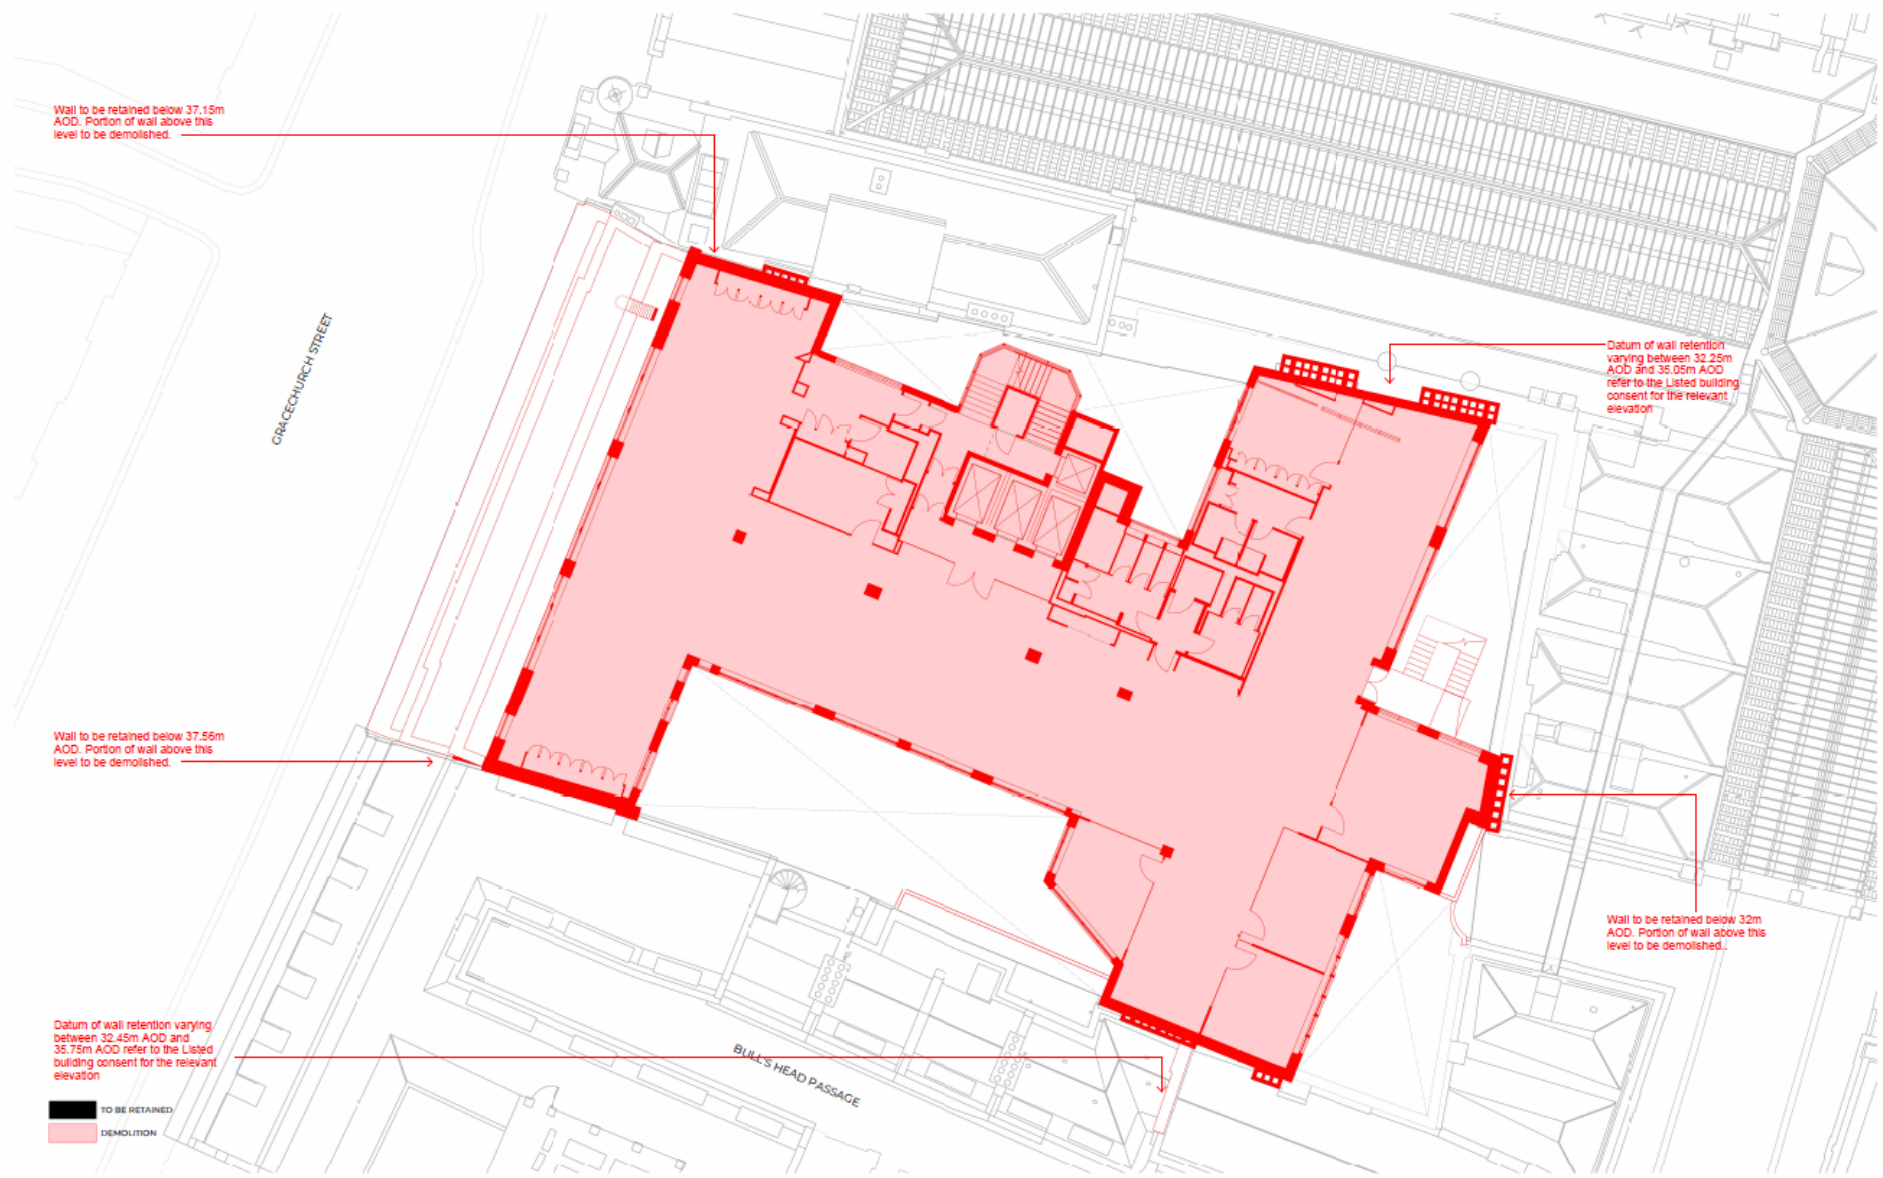 Wall to be retained below 37.15m
AOD. Portion of wall above this
level to be demolished.
GRACECHURCH STREET
Datum of wall retention
varying between 32.25m
AOD and 35.05m AOD
refer to the Listed building
consent for the relevant
elevation
Wall to be retained below 37.56m
AOD. Portion of wall above this
level to be demolished.
Wall to be retained below 32m
AOD. Portion of wall above this
level to be demolished..
Datum of wall retention varying
between 32.45m AOD and
35.75m AOD refer to the Listed
building consent for the relevant
elevation
BULL'S HEAD PASSAGE
TO BE RETAINED
DEMOLITION